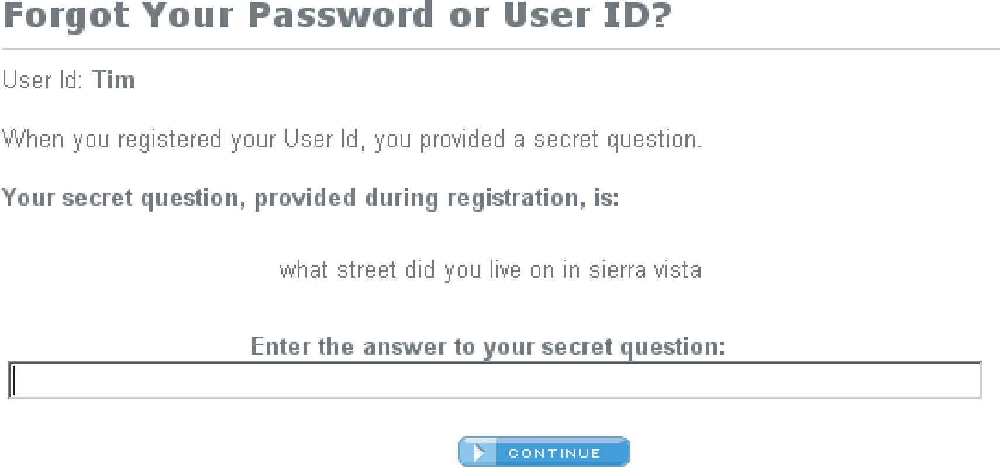 Forgot Your Password or User ID?
User Id: Tim
When you registered your User Id, you provided a secret question.
Your secret question, provided during registration, is:
what street did you live on in sierra vista
Enter the answer to your secret question:
CONTINUE